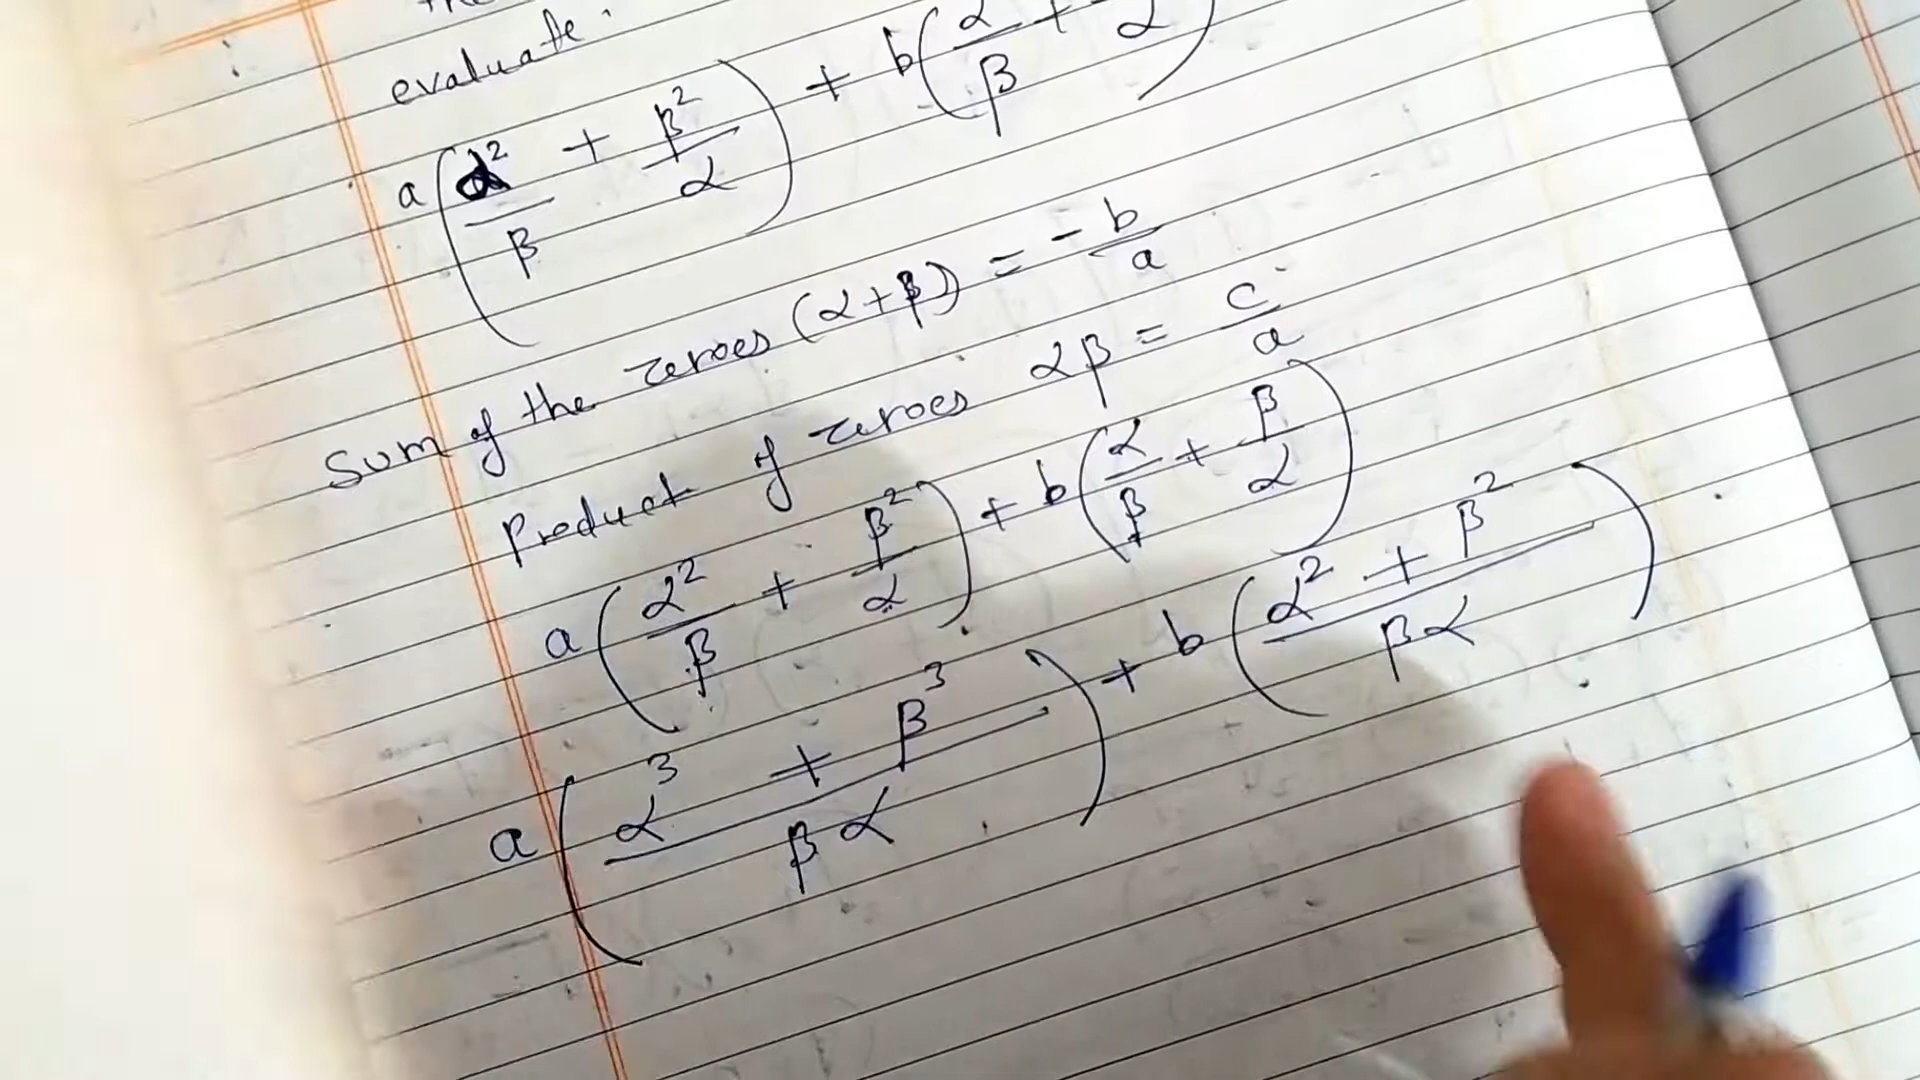 evaluate.
a(α²/β + β²/α) + b(α/β + /α)
Sum of the zeroes (α+β) = -b/a
Product of zeroes αβ = c/a
a(α²/β + β²/α) + b(α/β + β/α)
a(α³ + β³/βα) + b(α² + β²/βα)